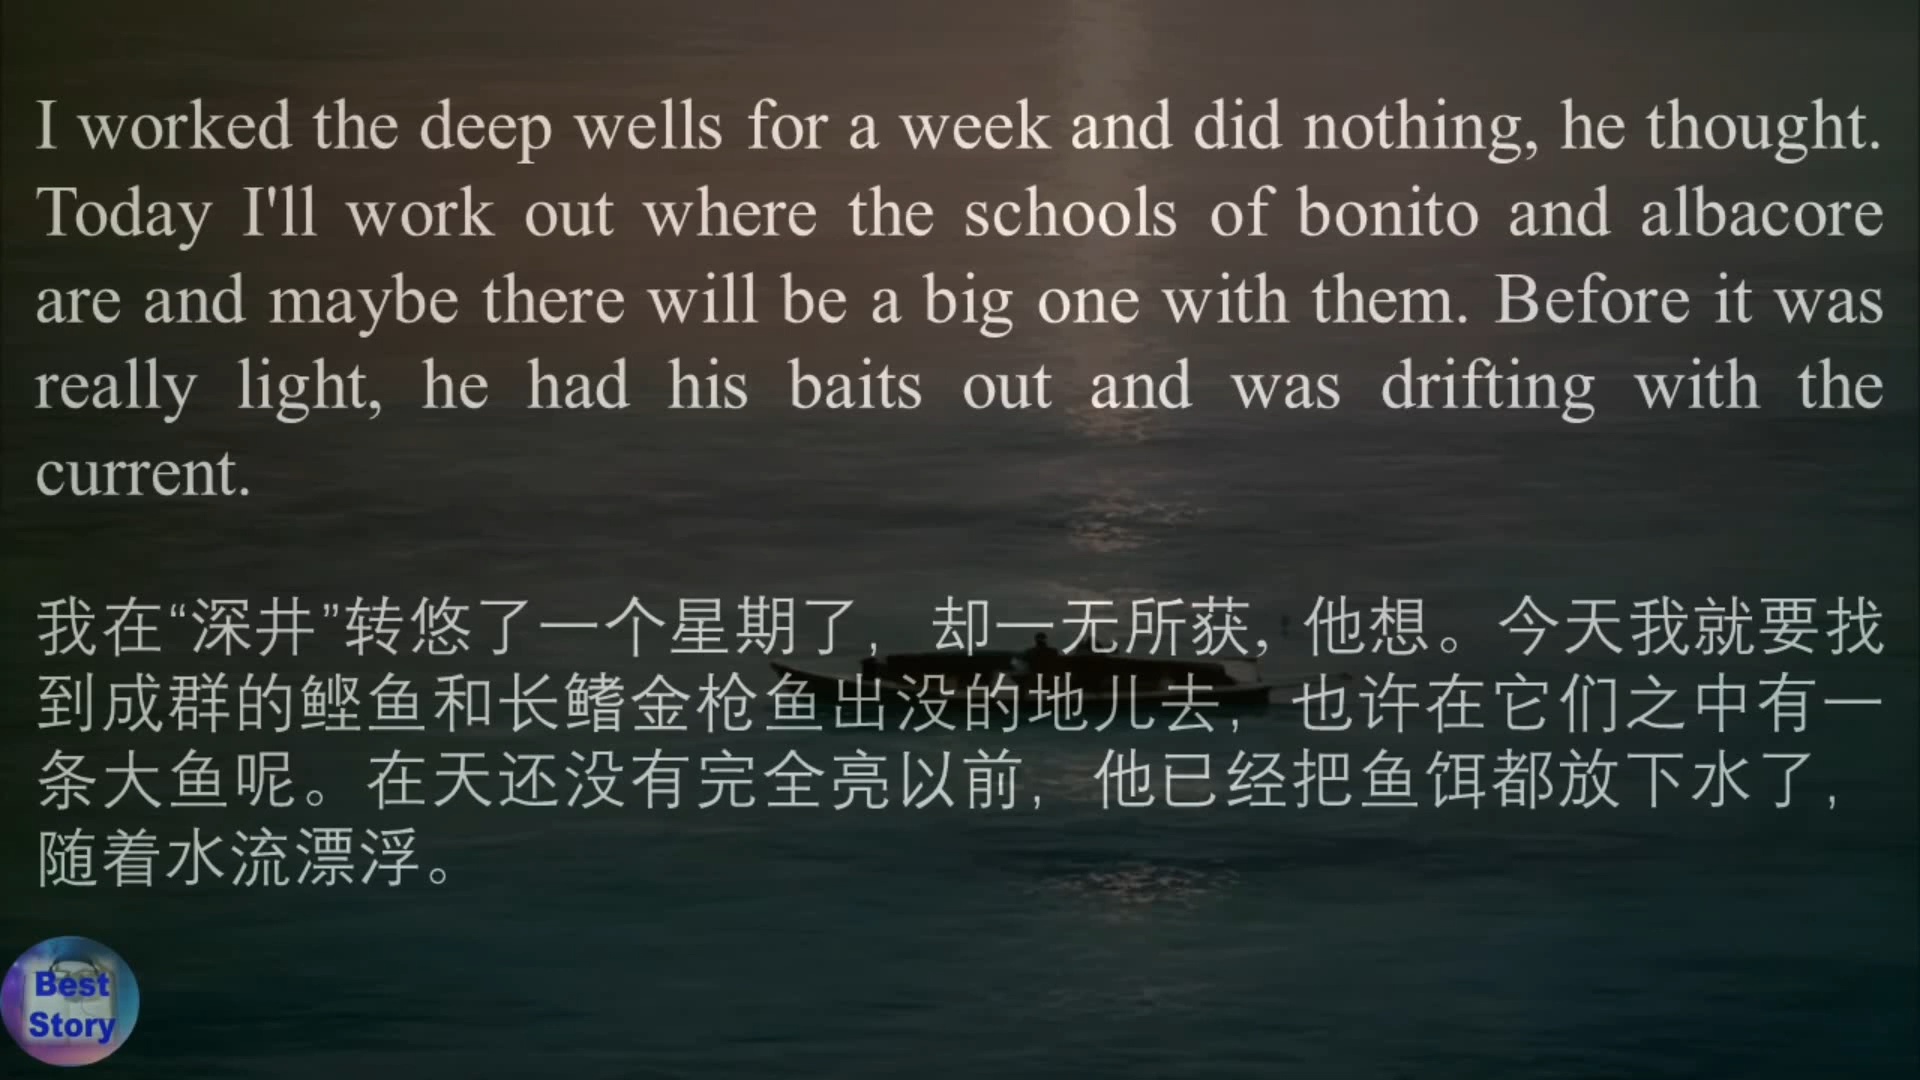 I worked the deep wells for a week and did nothing, he thought.
Today I'll work out where the schools of bonito and albacore
are and maybe there will be a big one with them. Before it was
really light, he had his baits out and was drifting with the
current.
我在“深井”转悠了一个星期了，却一无所获, 他想。今天我就要找
到成群的鲣鱼和长鳍金枪鱼出没的地儿去，也许在它们之中有一
条大鱼呢。在天还没有完全亮以前，他已经把鱼饵都放下水了，
随着水流漂浮。
Best
Story